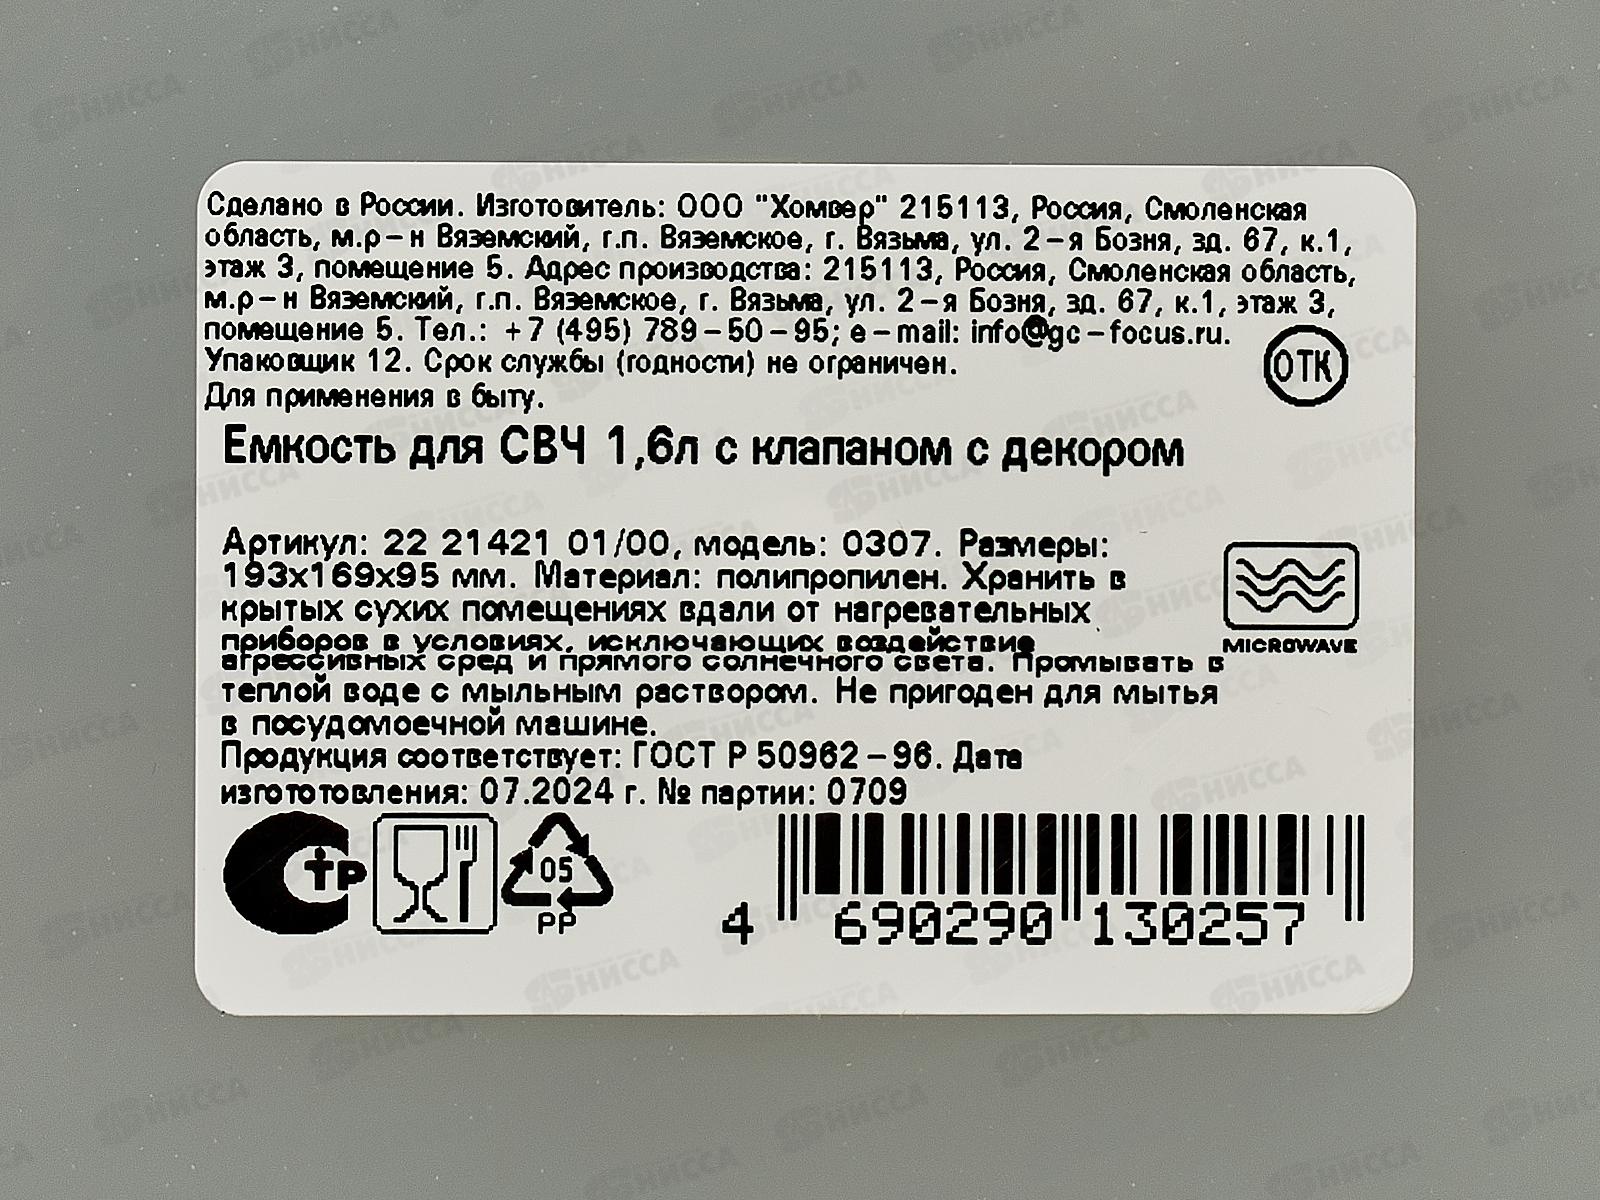 Сделано в России. Изготовитель: ООО "Хомвер" 215113, Россия, Смоленская
область, м.р-н Вяземский, г.п. Вяземское, г. Вязьма, ул. 2-я Бозня, зд. 67, к.1,
этаж 3, помещение 5. Адрес производства: 215113, Россия, Смоленская область,
м.р-н Вяземский, г.п. Вяземское, г. Вязьма, ул. 2-я Бозня, зд. 67, к.1, этаж 3,
помещение 5. Тел.: +7 (495) 789-50-95; e-mail: info@gc-focus.ru.
Упаковщик 12. Срок службы (годности) не ограничен.
Для применения в быту.
ОТК
Емкость для СВЧ 1,6л с клапаном с декором
Артикул: 22 21421 01/00, модель: 0307. Размеры:
193х169х95 мм. Материал: полипропилен. Хранить в
крытых сухих помещениях вдали от нагревательных
приборов в условиях, исключающих воздействие
агрессивных сред и прямого солнечного света. Промывать в
теплой воде с мыльным раствором. Не пригоден для мытья
в посудомоечной машине.
MICROWAVE
Продукция соответствует: ГОСТ Р 50962-96. Дата
изгототовления: 07.2024 г. № партии: 0709
тр
05
PP
4 690290 130257
НИССА